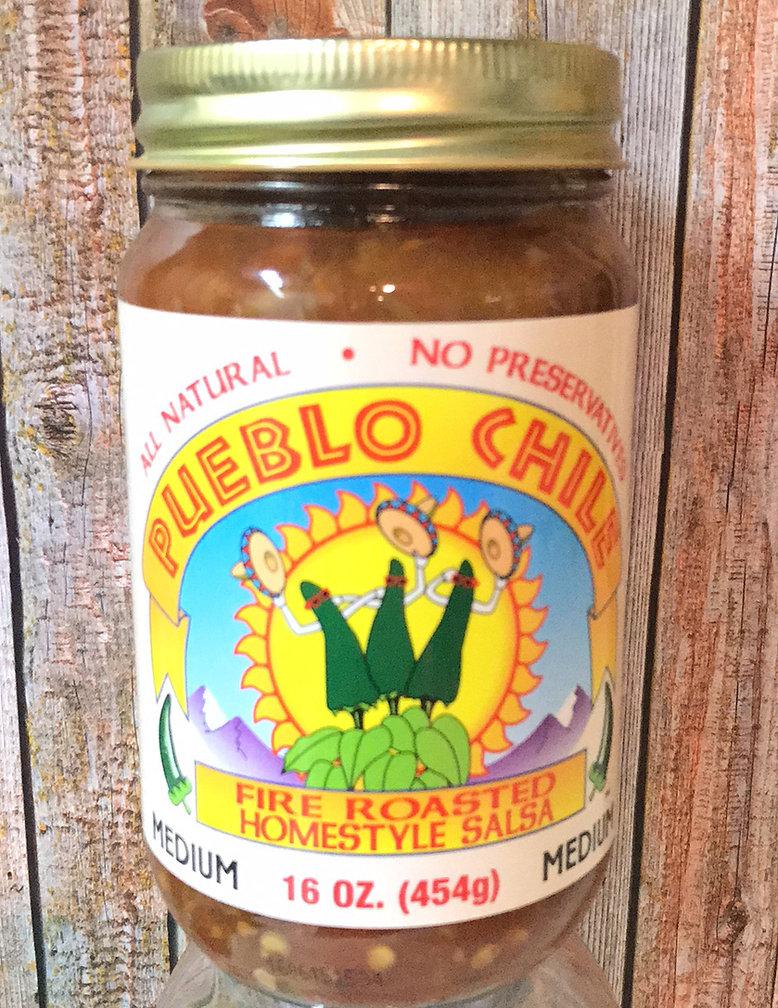 ALL NATURAL • NO PRESERVATIVES
PUEBLO CHILE
FIRE ROASTED
HOMESTYLE SALSA
MEDIUM MEDIUM
16 OZ. (454g)